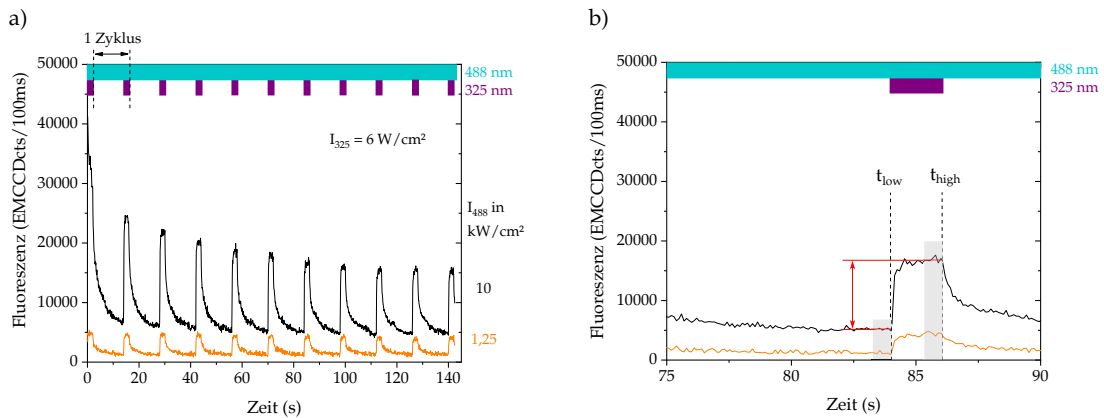 a)
1 Zyklus
488 nm
325 nm
I₃₂₅ = 6 W/cm²
I₄₈₈ in
kW/cm²
10
1,25
Fluoreszenz (EMCCDcts/100ms)
50000
40000
30000
20000
10000
0
0 20 40 60 80 100 120 140
Zeit (s)
b)
488 nm
325 nm
t_low
t_high
Fluoreszenz (EMCCDcts/100ms)
50000
40000
30000
20000
10000
0
75 80 85 90
Zeit (s)